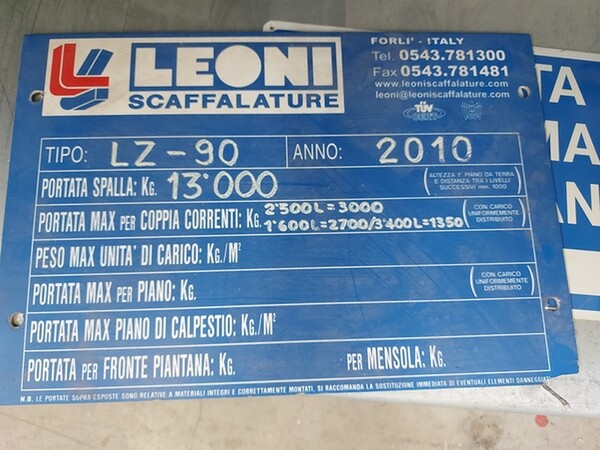 LEONI
SCAFFALATURE
FORLI' - ITALY
Tel. 0543.781300
Fax 0543.781481
www.leoniscaffalature.com
leoni@leoniscaffalature.com
TÜV
CERT
TIPO: LZ-90 ANNO: 2010
PORTATA SPALLA: KG. 13'000 (ALTEZZA I° PIANO DA TERRA E DISTANZA TRA I LIVELLI SUCCESSIVI mm. 1000)
PORTATA MAX PER COPPIA CORRENTI: KG. 2'500L=3000
1'600L=2700/3'400L=1350 (CON CARICO UNIFORMEMENTE DISTRIBUITO)
PESO MAX UNITA' DI CARICO: KG./M²
PORTATA MAX PER PIANO: KG. (CON CARICO UNIFORMEMENTE DISTRIBUITO)
PORTATA MAX PIANO DI CALPESTIO: KG./M²
PORTATA PER FRONTE PIANTANA: KG. PER MENSOLA: KG.
N.B. LE PORTATE SOPRA ESPOSTE SONO RELATIVE A MATERIALI INTEGRI E CORRETTAMENTE MONTATI. SI RACCOMANDA LA SOSTITUZIONE IMMEDIATA DI EVENTUALI ELEMENTI DANNEGGIATI
TA
MA
AN